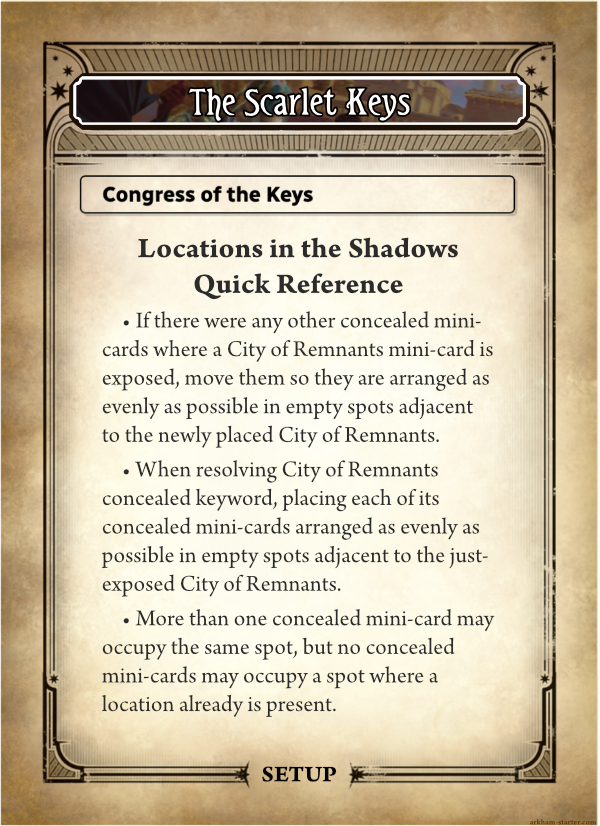 The Scarlet Keys
Congress of the Keys
Locations in the Shadows
Quick Reference
• If there were any other concealed mini-
cards where a City of Remnants mini-card is
exposed, move them so they are arranged as
evenly as possible in empty spots adjacent
to the newly placed City of Remnants.
• When resolving City of Remnants
concealed keyword, placing each of its
concealed mini-cards arranged as evenly as
possible in empty spots adjacent to the just-
exposed City of Remnants.
• More than one concealed mini-card may
occupy the same spot, but no concealed
mini-cards may occupy a spot where a
location already is present.
SETUP
arkham-starter.com